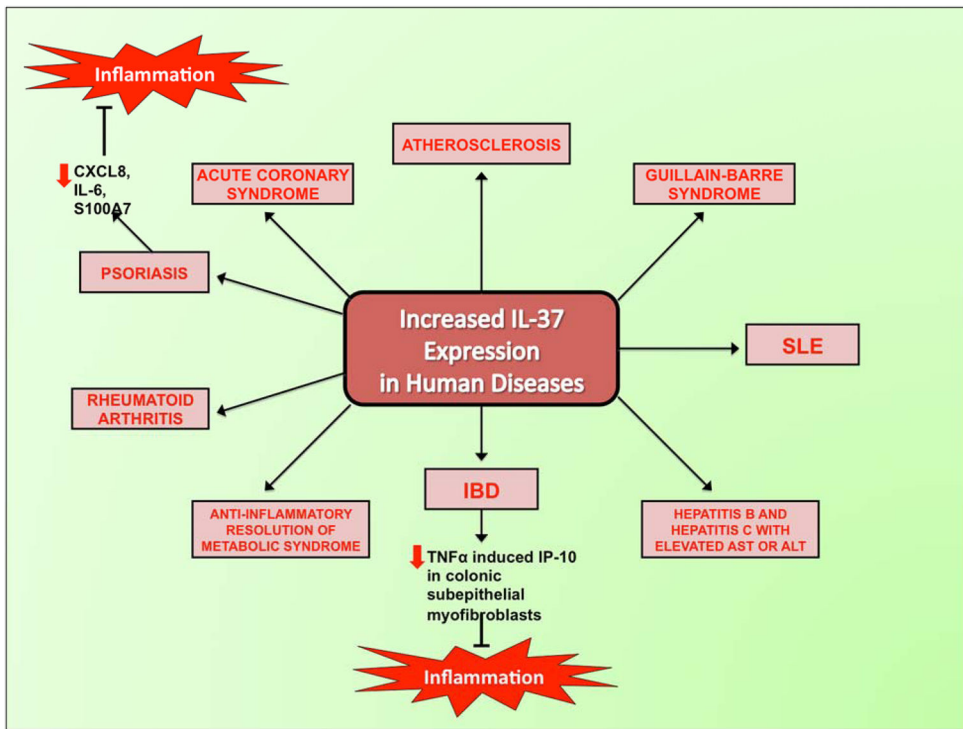 Inflammation
CXCL8,
IL-6,
S100A7
PSORIASIS
ACUTE CORONARY
SYNDROME
ATHEROSCLEROSIS
GUILLAIN-BARRE
SYNDROME
Increased IL-37
Expression
in Human Diseases
SLE
RHEUMATOID
ARTHRITIS
ANTI-INFLAMMATORY
RESOLUTION OF
METABOLIC SYNDROME
IBD
TNFα induced IP-10
in colonic
subepithelial
myofibroblasts
Inflammation
HEPATITIS B AND
HEPATITIS C WITH
ELEVATED AST OR ALT